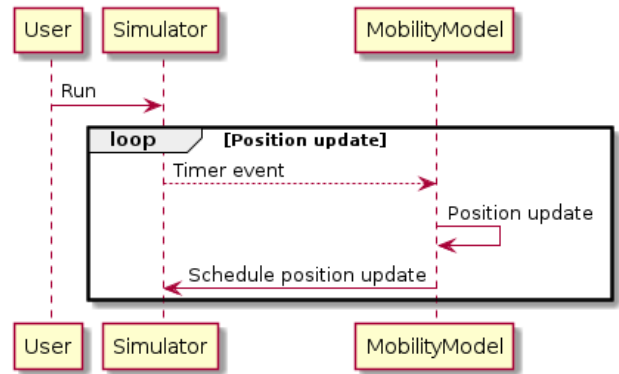 User Simulator MobilityModel
Run
loop [Position update]
Timer event
Position update
Schedule position update
User Simulator MobilityModel